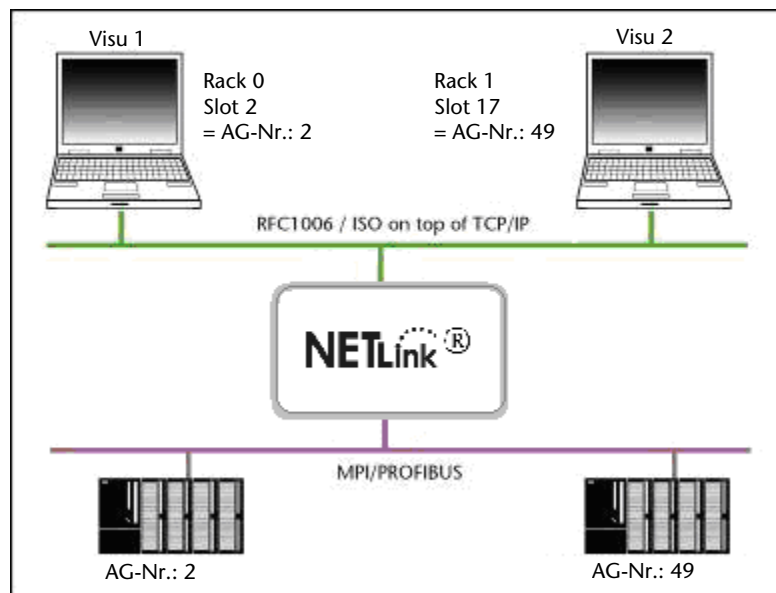 Visu 1
Rack 0
Slot 2
= AG-Nr.: 2
Rack 1
Slot 17
= AG-Nr.: 49
Visu 2
RFC1006 / ISO on top of TCP/IP
NETLink ®
MPI/PROFIBUS
AG-Nr.: 2
AG-Nr.: 49